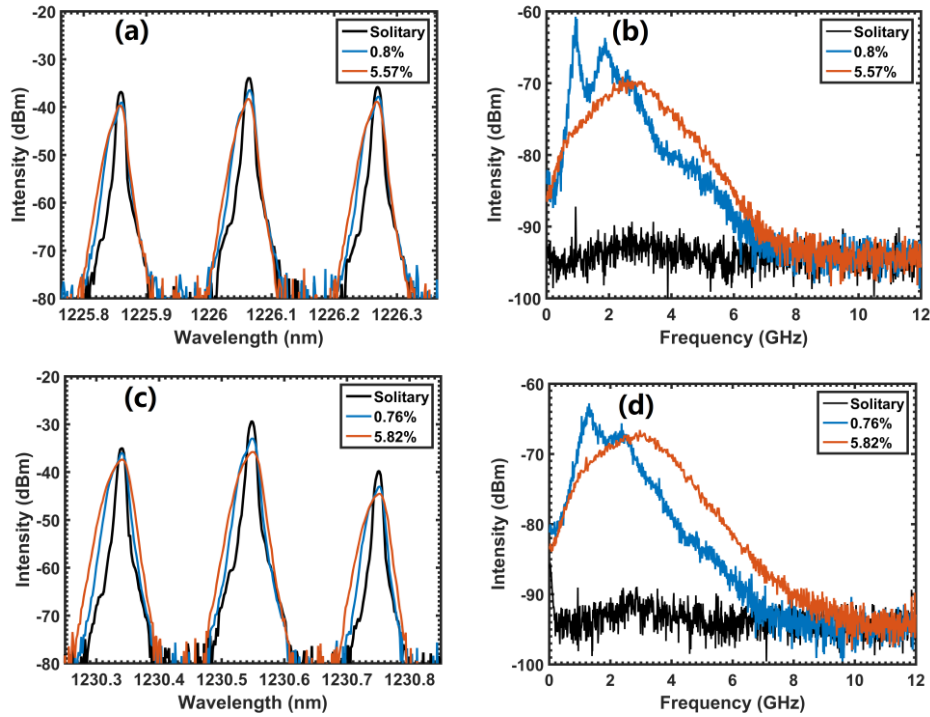 (a)
Solitary
0.8%
5.57%
-20
-30
-40
-50
-60
-70
-80
Intensity (dBm)
1225.8 1225.9 1226 1226.1 1226.2 1226.3
Wavelength (nm)
(b)
Solitary
0.8%
5.57%
-60
-70
-80
-90
-100
Intensity (dBm)
0 2 4 6 8 10 12
Frequency (GHz)
(c)
Solitary
0.76%
5.82%
-20
-30
-40
-50
-60
-70
-80
Intensity (dBm)
1230.3 1230.4 1230.5 1230.6 1230.7 1230.8
Wavelength (nm)
(d)
Solitary
0.76%
5.82%
-60
-70
-80
-90
-100
Intensity (dBm)
0 2 4 6 8 10 12
Frequency (GHz)